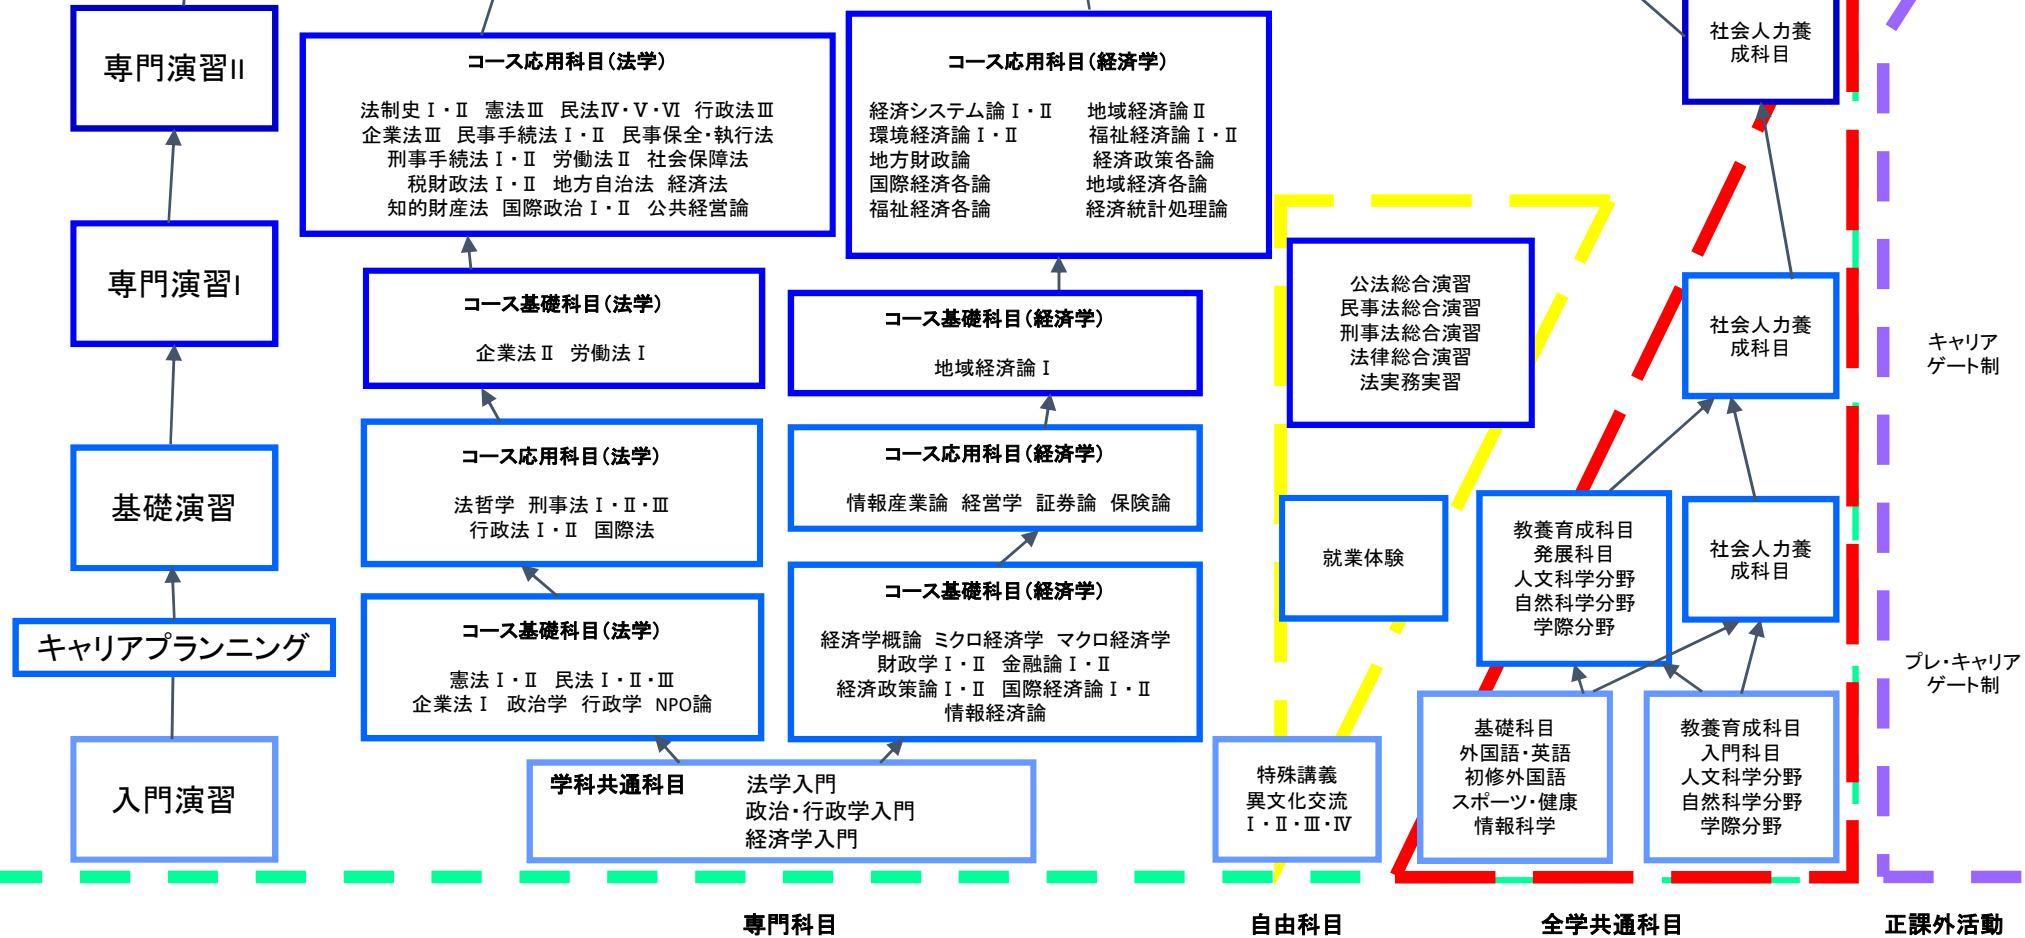 専門演習II
コース応用科目(法学)
法制史Ⅰ・Ⅱ 憲法Ⅲ 民法Ⅳ・Ⅴ・Ⅵ 行政法Ⅲ
企業法Ⅲ 民事手続法Ⅰ・Ⅱ 民事保全・執行法
刑事手続法Ⅰ・Ⅱ 労働法Ⅱ 社会保障法
税財政法Ⅰ・Ⅱ 地方自治法 経済法
知的財産法 国際政治Ⅰ・Ⅱ 公共経営論
コース応用科目(経済学)
経済システム論Ⅰ・Ⅱ 地域経済論Ⅱ
環境経済論Ⅰ・Ⅱ 福祉経済論Ⅰ・Ⅱ
地方財政論 経済政策各論
国際経済各論 地域経済各論
福祉経済各論 経済統計処理論
社会人力養
成科目
専門演習I
コース基礎科目(法学)
企業法Ⅱ 労働法Ⅰ
コース基礎科目(経済学)
地域経済論Ⅰ
公法総合演習
民事法総合演習
刑事法総合演習
法律総合演習
法実務実習
社会人力養
成科目
キャリア
ゲート制
基礎演習
コース応用科目(法学)
法哲学 刑事法Ⅰ・Ⅱ・Ⅲ
行政法Ⅰ・Ⅱ 国際法
コース応用科目(経済学)
情報産業論 経営学 証券論 保険論
就業体験
教養育成科目
発展科目
人文科学分野
自然科学分野
学際分野
社会人力養
成科目
キャリアプランニング
コース基礎科目(法学)
憲法Ⅰ・Ⅱ 民法Ⅰ・Ⅱ・Ⅲ
企業法Ⅰ 政治学 行政学 NPO論
コース基礎科目(経済学)
経済学概論 ミクロ経済学 マクロ経済学
財政学Ⅰ・Ⅱ 金融論Ⅰ・Ⅱ
経済政策論Ⅰ・Ⅱ 国際経済論Ⅰ・Ⅱ
情報経済論
プレ・キャリア
ゲート制
入門演習
学科共通科目 法学入門
政治・行政学入門
経済学入門
特殊講義
異文化交流
Ⅰ・Ⅱ・Ⅲ・Ⅳ
基礎科目
外国語・英語
初修外国語
スポーツ・健康
情報科学
教養育成科目
入門科目
人文科学分野
自然科学分野
学際分野
専門科目
自由科目
全学共通科目
正課外活動